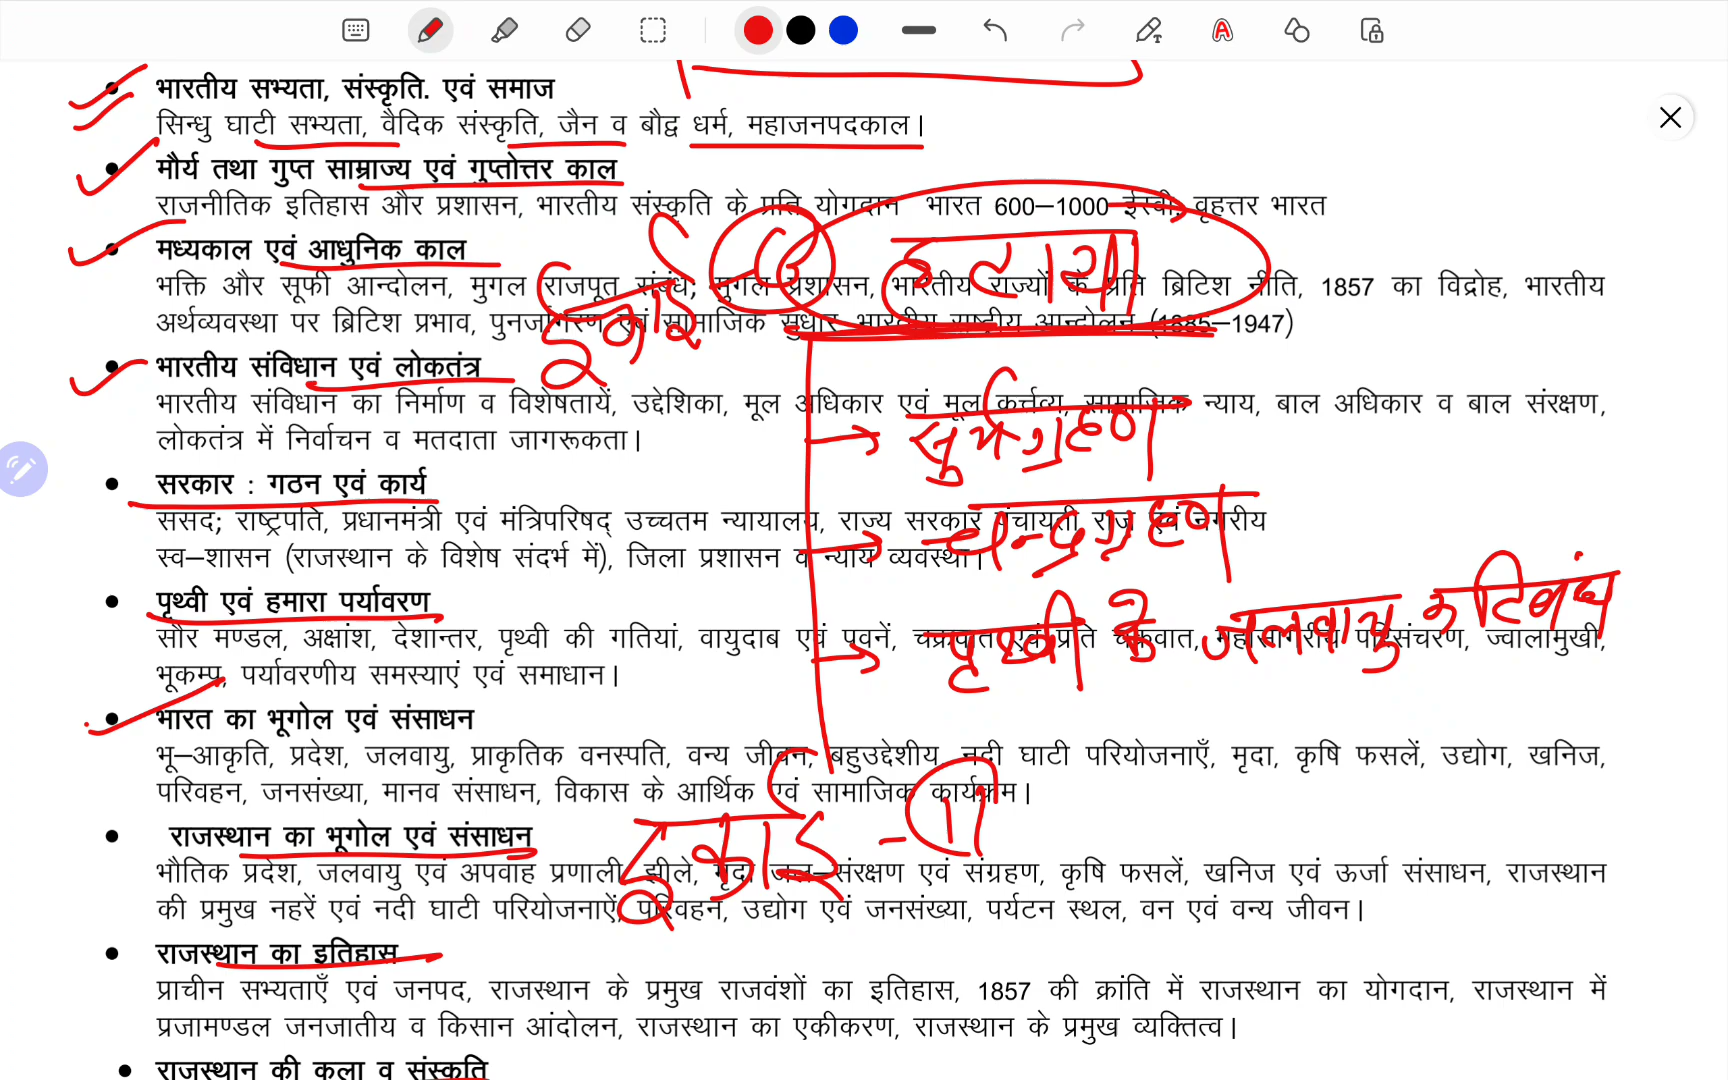 भारतीय सभ्यता, संस्कृति. एवं समाज
सिन्धु घाटी सभ्यता, वैदिक संस्कृति, जैन व बौद्व धर्म, महाजनपदकाल।
मौर्य तथा गुप्त साम्राज्य एवं गुप्तोत्तर काल
राजनीतिक इतिहास और प्रशासन, भारतीय संस्कृति के प्रति योगदान भारत 600–1000 ईस्वी, वृहत्तर भारत
मध्यकाल एवं आधुनिक काल
भक्ति और सूफी आन्दोलन, मुगल राजपूत संबंध; मुगल प्रशासन, भारतीय राज्यों के प्रति ब्रिटिश नीति, 1857 का विद्रोह, भारतीय
अर्थव्यवस्था पर ब्रिटिश प्रभाव, पुनर्जागरण एवं सामाजिक सुधार, भारतीय राष्ट्रीय आन्दोलन (1885–1947)
इकाई - 6 हटाया
भारतीय संविधान एवं लोकतंत्र
भारतीय संविधान का निर्माण व विशेषतायें, उद्देशिका, मूल अधिकार एवं मूल कर्त्तव्य, सामाजिक न्याय, बाल अधिकार व बाल संरक्षण,
लोकतंत्र में निर्वाचन व मतदाता जागरूकता।
सुर्यग्रहण
सरकार : गठन एवं कार्य
संसद; राष्ट्रपति, प्रधानमंत्री एवं मंत्रिपरिषद् उच्चतम न्यायालय, राज्य सरकार पंचायती राज एवं नगरीय
स्व–शासन (राजस्थान के विशेष संदर्भ में), जिला प्रशासन व न्याय व्यवस्था।
चन्द्रग्रहण
पृथ्वी एवं हमारा पर्यावरण
सौर मण्डल, अक्षांश, देशान्तर, पृथ्वी की गतियां, वायुदाब एवं पवनें, चक्रवात एवं प्रति चक्रवात, महासागरीय परिसंचरण, ज्वालामुखी,
भूकम्प, पर्यावरणीय समस्याएं एवं समाधान।
पृथ्वी के जलवायु कटिबंध
भारत का भूगोल एवं संसाधन
भू–आकृति, प्रदेश, जलवायु, प्राकृतिक वनस्पति, वन्य जीवन, बहुउद्देशीय नदी घाटी परियोजनाएँ, मृदा, कृषि फसलें, उद्योग, खनिज,
परिवहन, जनसंख्या, मानव संसाधन, विकास के आर्थिक एवं सामाजिक कार्यक्रम।
इकाई -
राजस्थान का भूगोल एवं संसाधन
भौतिक प्रदेश, जलवायु एवं अपवाह प्रणाली, झीले, मृदा जल–संरक्षण एवं संग्रहण, कृषि फसलें, खनिज एवं ऊर्जा संसाधन, राजस्थान
की प्रमुख नहरें एवं नदी घाटी परियोजनाऐं, परिवहन, उद्योग एवं जनसंख्या, पर्यटन स्थल, वन एवं वन्य जीवन।
राजस्थान का इतिहास
प्राचीन सभ्यताएँ एवं जनपद, राजस्थान के प्रमुख राजवंशों का इतिहास, 1857 की क्रांति में राजस्थान का योगदान, राजस्थान में
प्रजामण्डल जनजातीय व किसान आंदोलन, राजस्थान का एकीकरण, राजस्थान के प्रमुख व्यक्तित्व।
राजस्थान की कला व संस्कृति